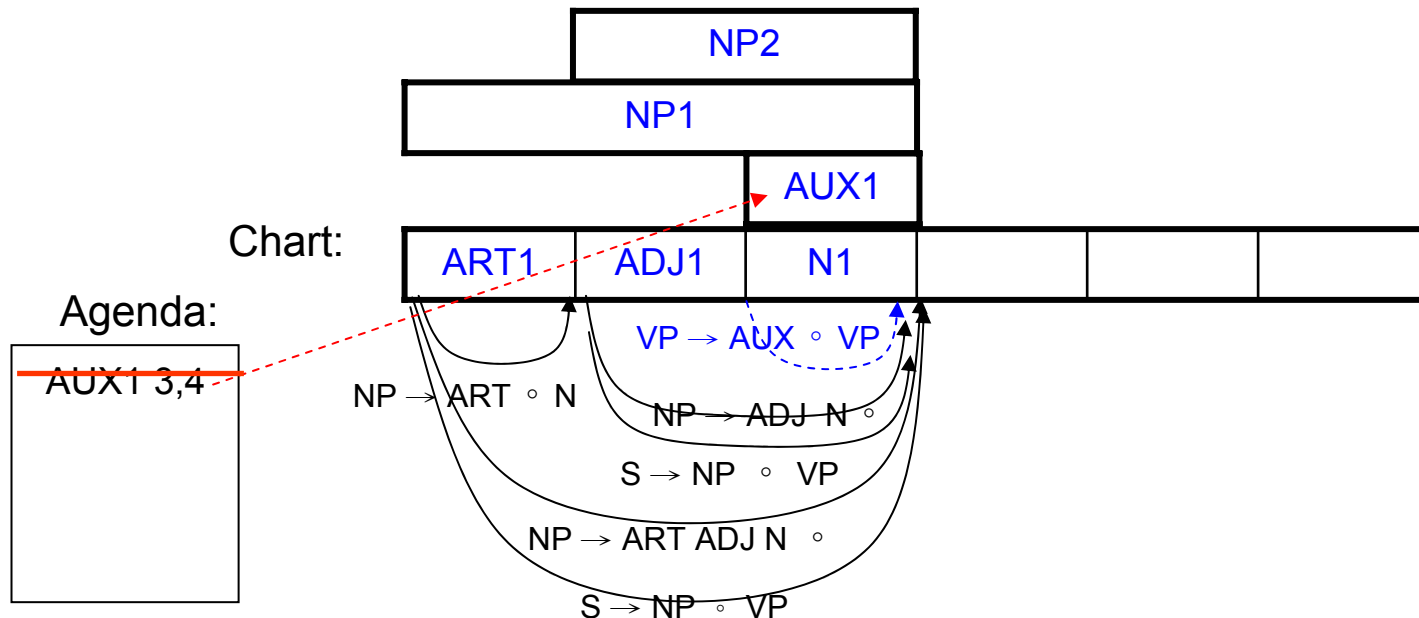 NP2
NP1
AUX1
Chart:
ART1 ADJ1 N1
Agenda:
VP → AUX ◦ VP
AUX1 3,4
NP → ART ◦ N
NP → ADJ N ◦
S → NP ◦ VP
NP → ART ADJ N ◦
S → NP ◦ VP